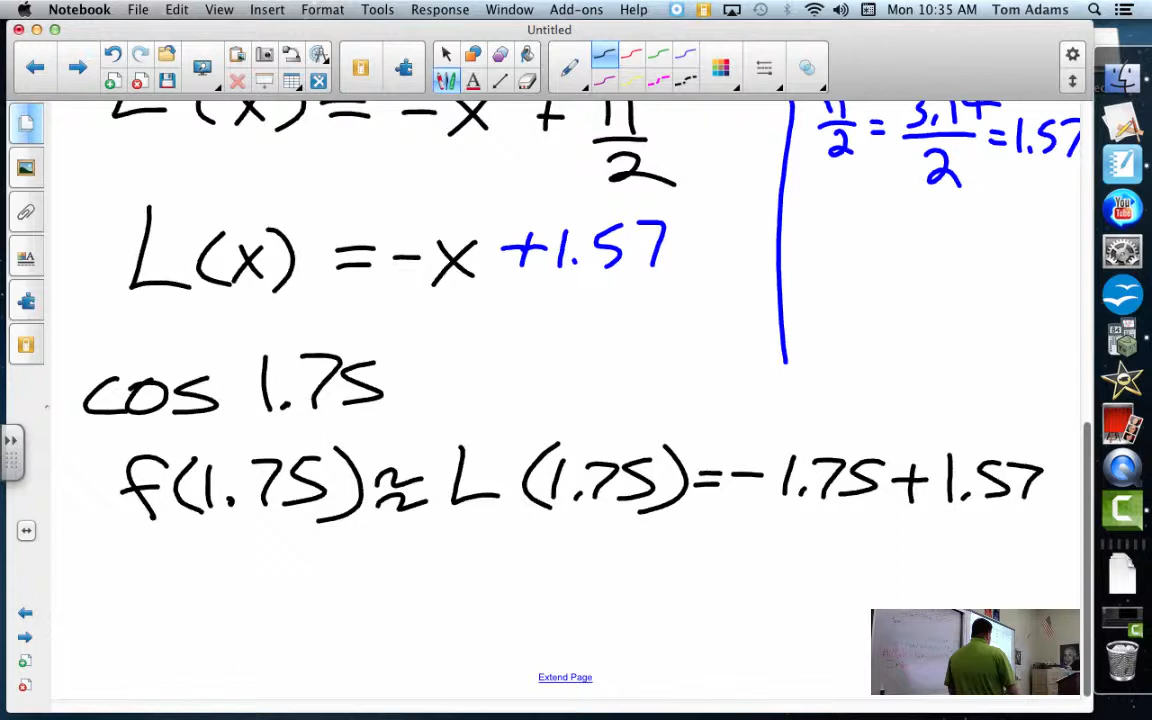 Notebook File Edit View Insert Format Tools Response Window Add-ons Help Mon 10:35 AM Tom Adams
Untitled
L(x) = -x + π/2
π/2 = 3.14/2 = 1.57
L(x) = -x +1.57
cos 1.75
f(1.75) ≈ L (1.75) = - 1.75 + 1.57
Extend Page
You
Tube